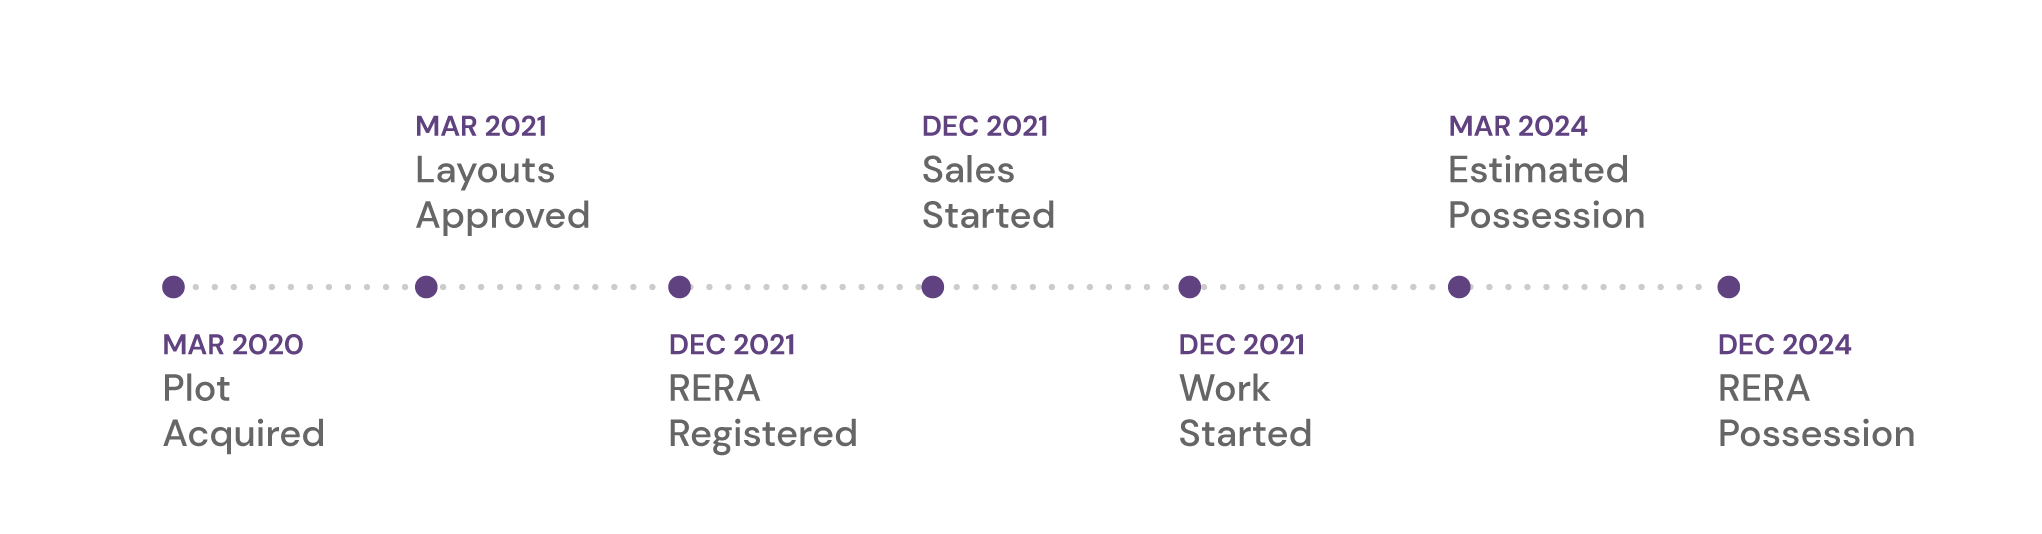 MAR 2020
Plot
Acquired
MAR 2021
Layouts
Approved
DEC 2021
RERA
Registered
DEC 2021
Sales
Started
DEC 2021
Work
Started
MAR 2024
Estimated
Possession
DEC 2024
RERA
Possession